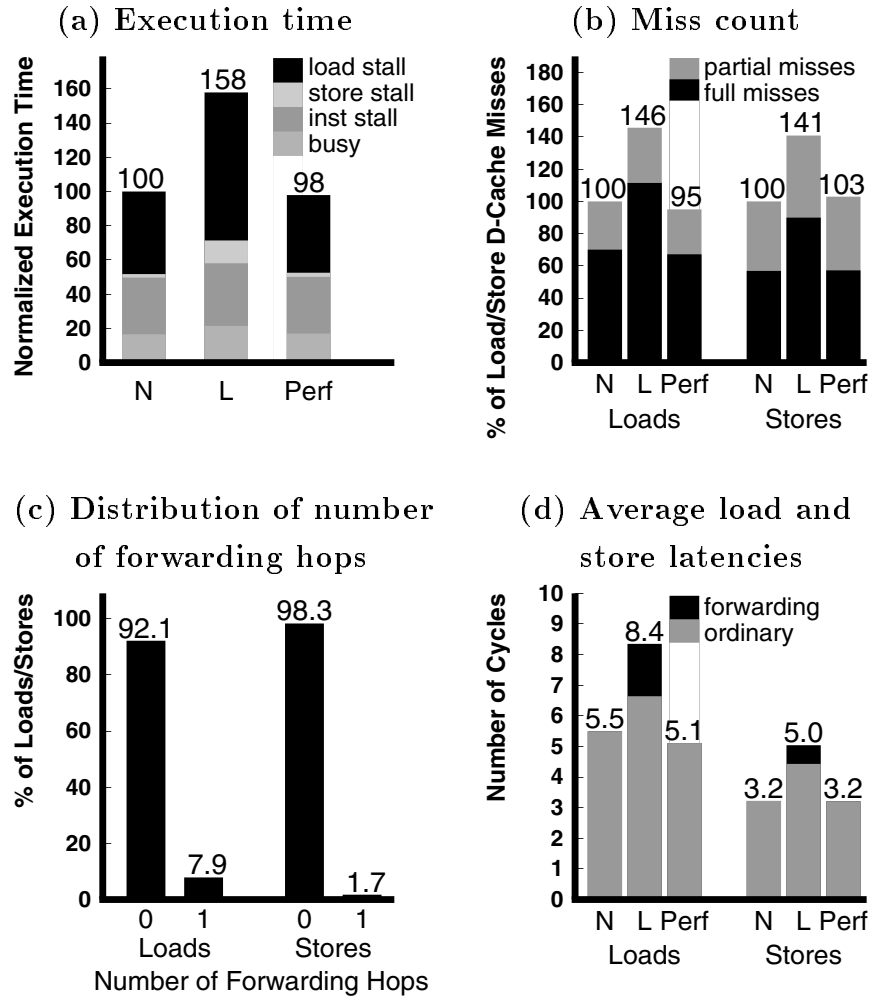 (a) Execution time
Normalized Execution Time
160
140
120
100
80
60
40
20
0
load stall
store stall
inst stall
busy
100
158
98
N L Perf
(b) Miss count
% of Load/Store D-Cache Misses
180
160
140
120
100
80
60
40
20
0
partial misses
full misses
100
146
95
100
141
103
N L Perf N L Perf
Loads Stores
(c) Distribution of number
of forwarding hops
% of Loads/Stores
100
80
60
40
20
0
92.1
7.9
98.3
1.7
0 1 0 1
Loads Stores
Number of Forwarding Hops
(d) Average load and
store latencies
Number of Cycles
10
9
8
7
6
5
4
3
2
1
0
forwarding
ordinary
5.5
8.4
5.1
3.2
5.0
3.2
N L Perf N L Perf
Loads Stores